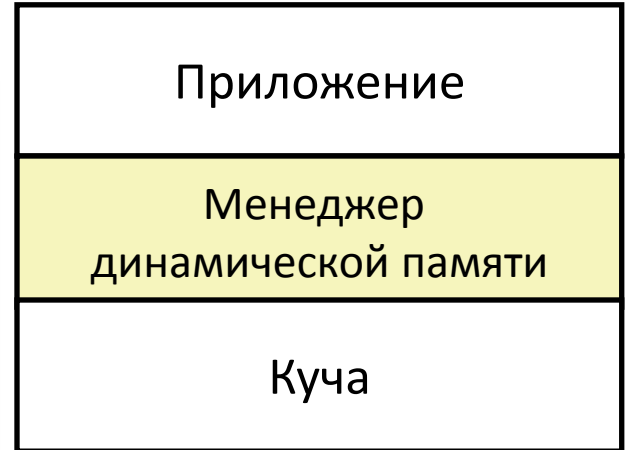 Приложение
Менеджер
динамической памяти
Куча